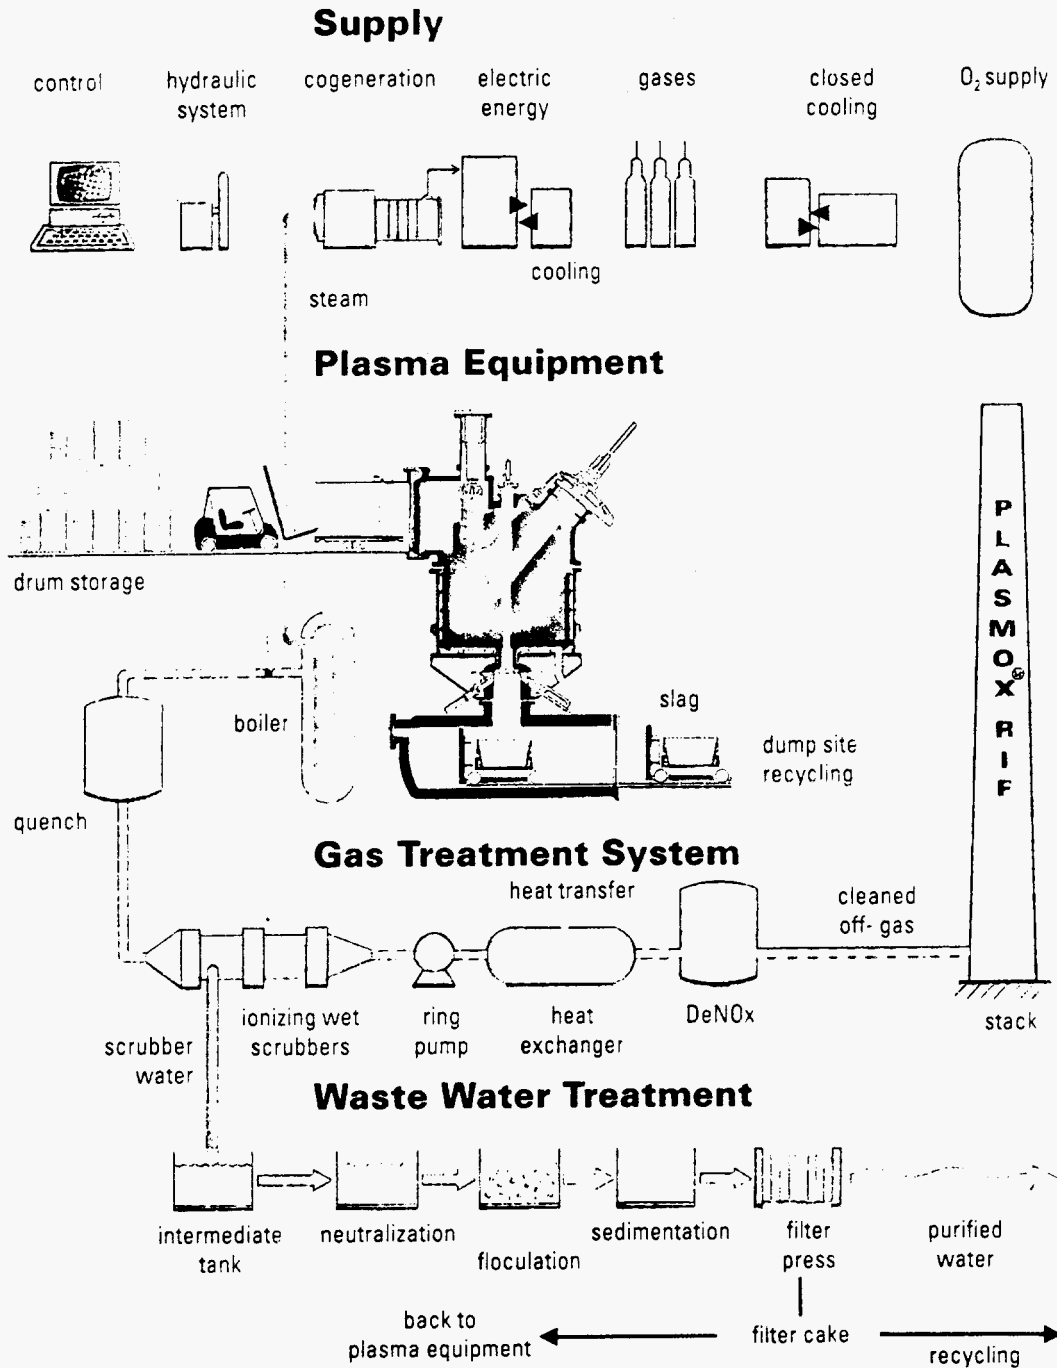 Supply
control
hydraulic
system
cogeneration
electric
energy
gases
closed
cooling
O₂ supply
cooling
steam
Plasma Equipment
drum storage
boiler
quench
slag
dump site
recycling
PLASMOX® RIF
Gas Treatment System
heat transfer
cleaned
off- gas
DeNOx
stack
ionizing wet
scrubbers
ring
pump
heat
exchanger
scrubber
water
Waste Water Treatment
intermediate
tank
neutralization
floculation
sedimentation
filter
press
purified
water
back to
plasma equipment
filter cake
recycling